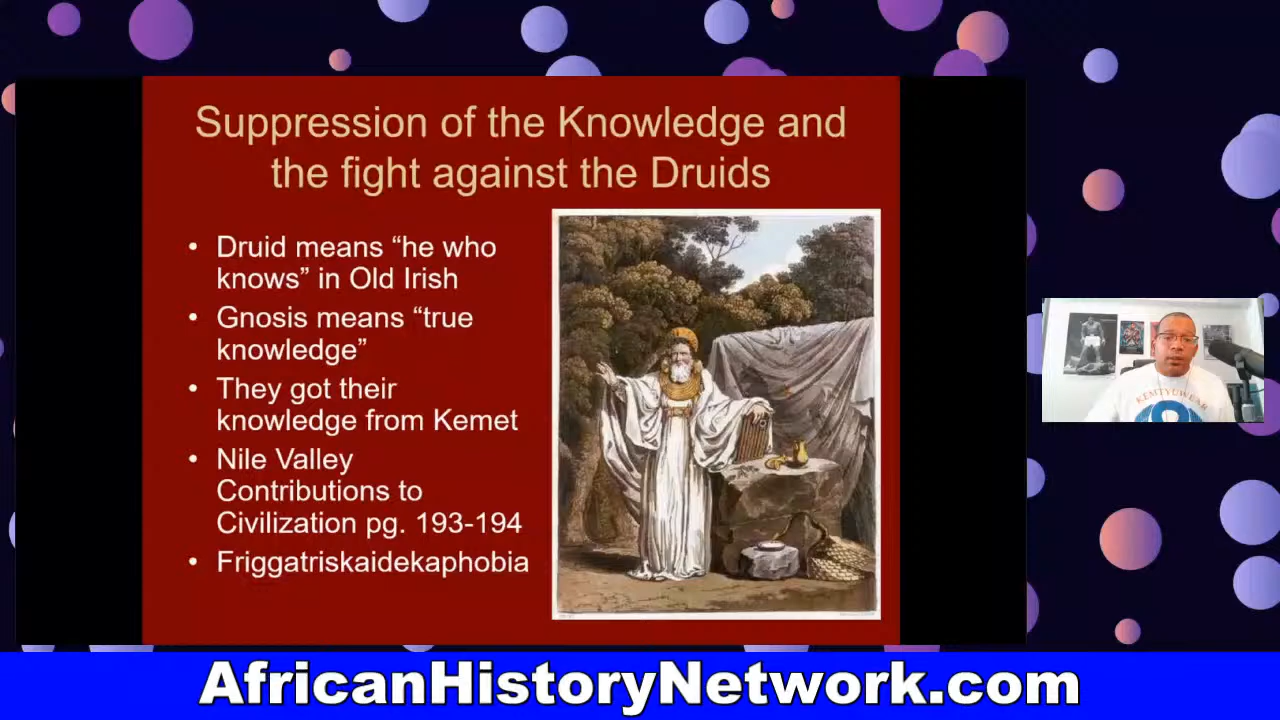 Suppression of the Knowledge and
the fight against the Druids
• Druid means “he who
knows” in Old Irish
• Gnosis means “true
knowledge”
• They got their
knowledge from Kemet
• Nile Valley
Contributions to
Civilization pg. 193-194
• Friggatriskaidekaphobia
KEMTYUWEAR
AfricanHistoryNetwork.com